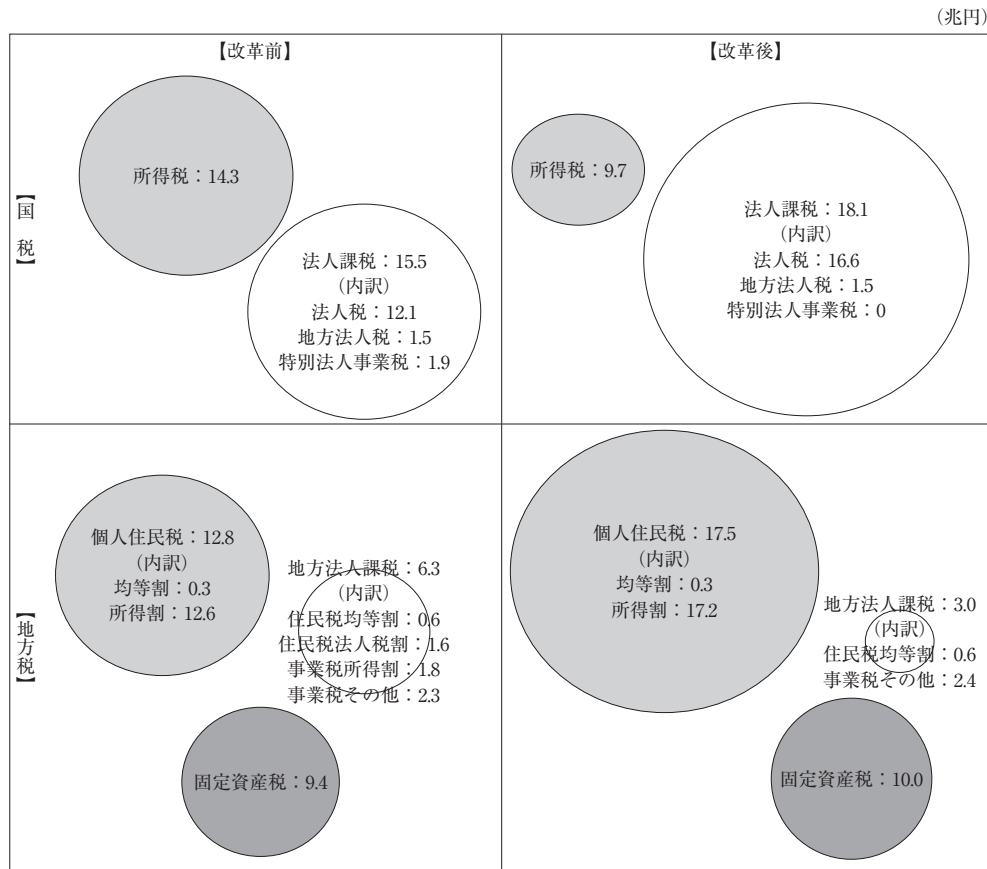 (兆円)
【改革前】
【改革後】
【国税】
所得税：14.3
法人課税：15.5
(内訳)
法人税：12.1
地方法人税：1.5
特別法人事業税：1.9
所得税：9.7
法人課税：18.1
(内訳)
法人税：16.6
地方法人税：1.5
特別法人事業税：0
【地方税】
個人住民税：12.8
(内訳)
均等割：0.3
所得割：12.6
地方法人課税：6.3
(内訳)
住民税均等割：0.6
住民税法人税割：1.6
事業税所得割：1.8
事業税その他：2.3
固定資産税：9.4
個人住民税：17.5
(内訳)
均等割：0.3
所得割：17.2
地方法人課税：3.0
(内訳)
住民税均等割：0.6
事業税その他：2.4
固定資産税：10.0